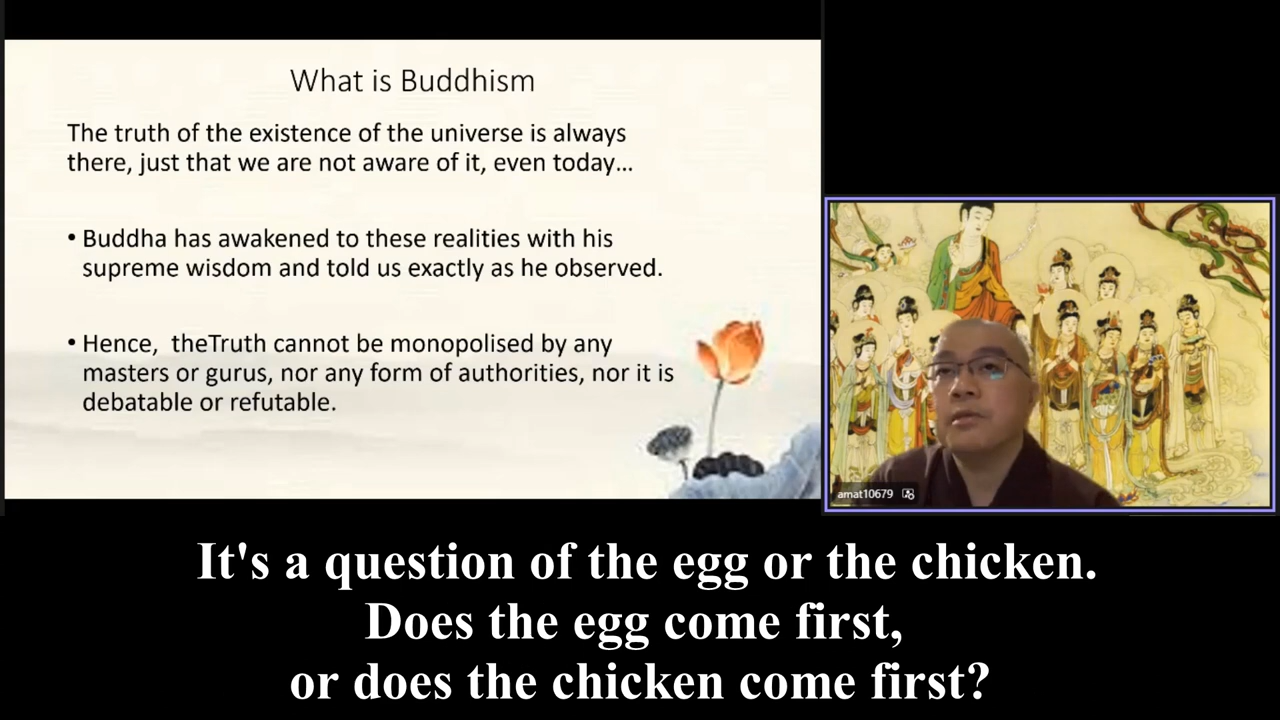 What is Buddhism
The truth of the existence of the universe is always
there, just that we are not aware of it, even today...
• Buddha has awakened to these realities with his
supreme wisdom and told us exactly as he observed.
• Hence,  theTruth cannot be monopolised by any
masters or gurus, nor any form of authorities, nor it is
debatable or refutable.
amat10679
It's a question of the egg or the chicken.
Does the egg come first,
or does the chicken come first?